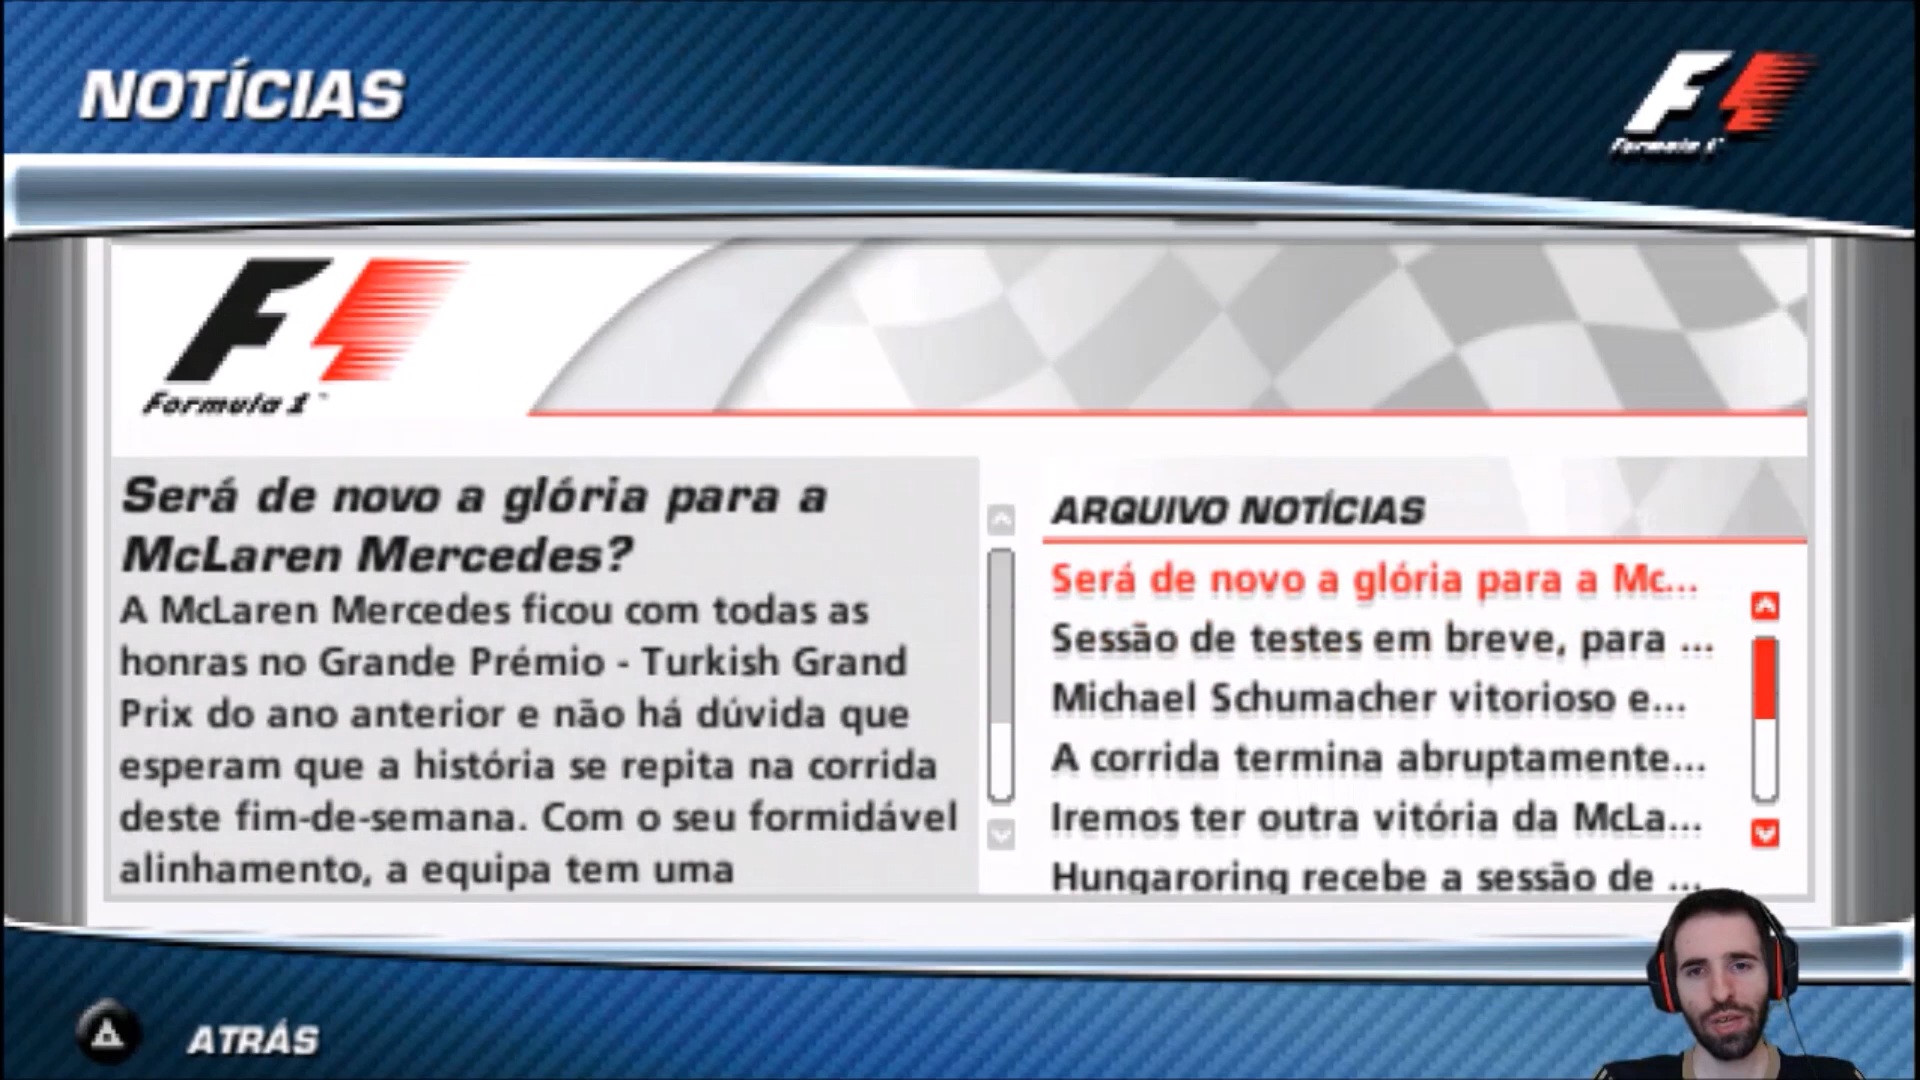 NOTÍCIAS
F1
Formula 1
F1
Formula 1
Será de novo a glória para a
McLaren Mercedes?
A McLaren Mercedes ficou com todas as
honras no Grande Prémio - Turkish Grand
Prix do ano anterior e não há dúvida que
esperam que a história se repita na corrida
deste fim-de-semana. Com o seu formidável
alinhamento, a equipa tem uma
ARQUIVO NOTÍCIAS
Será de novo a glória para a Mc...
Sessão de testes em breve, para ...
Michael Schumacher vitorioso e...
A corrida termina abruptamente...
Iremos ter outra vitória da McLa...
Hungaroring recebe a sessão de ...
ATRÁS